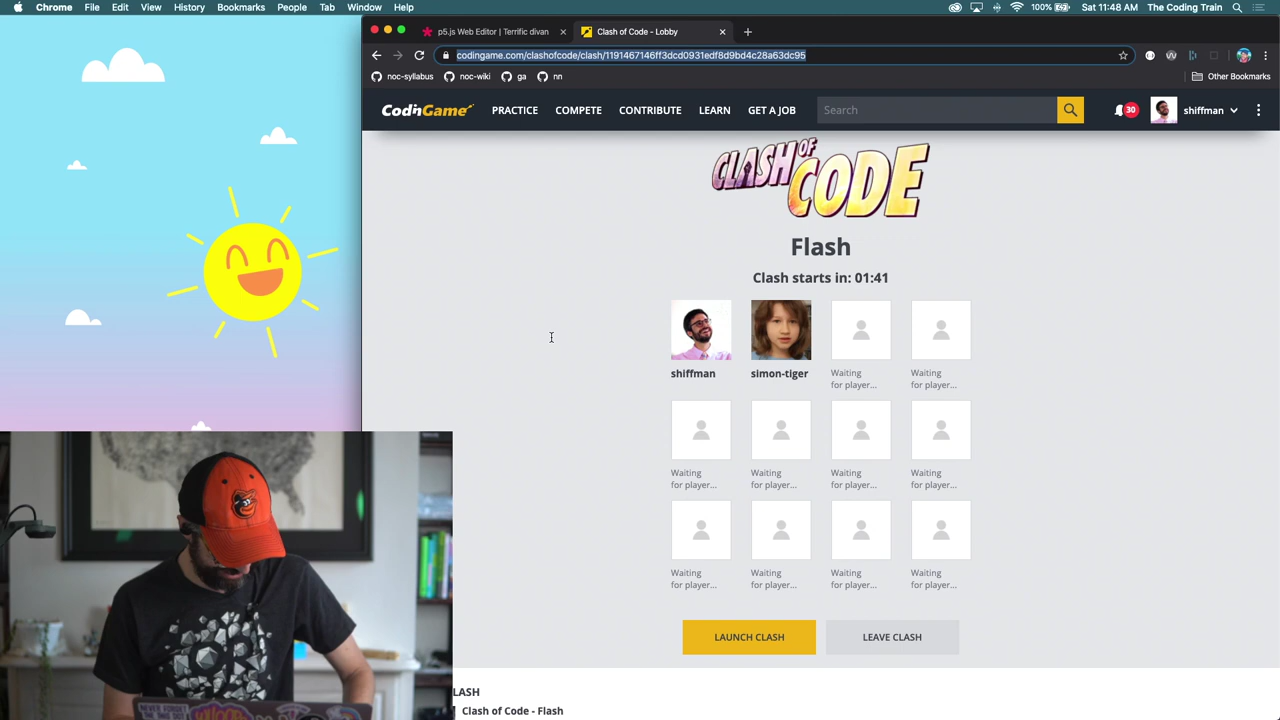 Chrome File Edit View History Bookmarks People Tab Window Help
100% Sat 11:48 AM The Coding Train
p5.js Web Editor | Terrific divan
Clash of Code - Lobby
codingame.com/clashofcode/clash/1191467146ff3dcd0931edf8d9bd4c28a63dc95
noc-syllabus noc-wiki ga nn Other Bookmarks
CodinGame PRACTICE COMPETE CONTRIBUTE LEARN GET A JOB Search 30 shiffman
CLASH OF CODE
Flash
Clash starts in: 01:41
shiffman simon-tiger Waiting for player... Waiting for player...
Waiting for player... Waiting for player... Waiting for player... Waiting for player...
Waiting for player... Waiting for player... Waiting for player... Waiting for player...
LAUNCH CLASH LEAVE CLASH
LASH
Clash of Code - Flash
NEVER FORGET